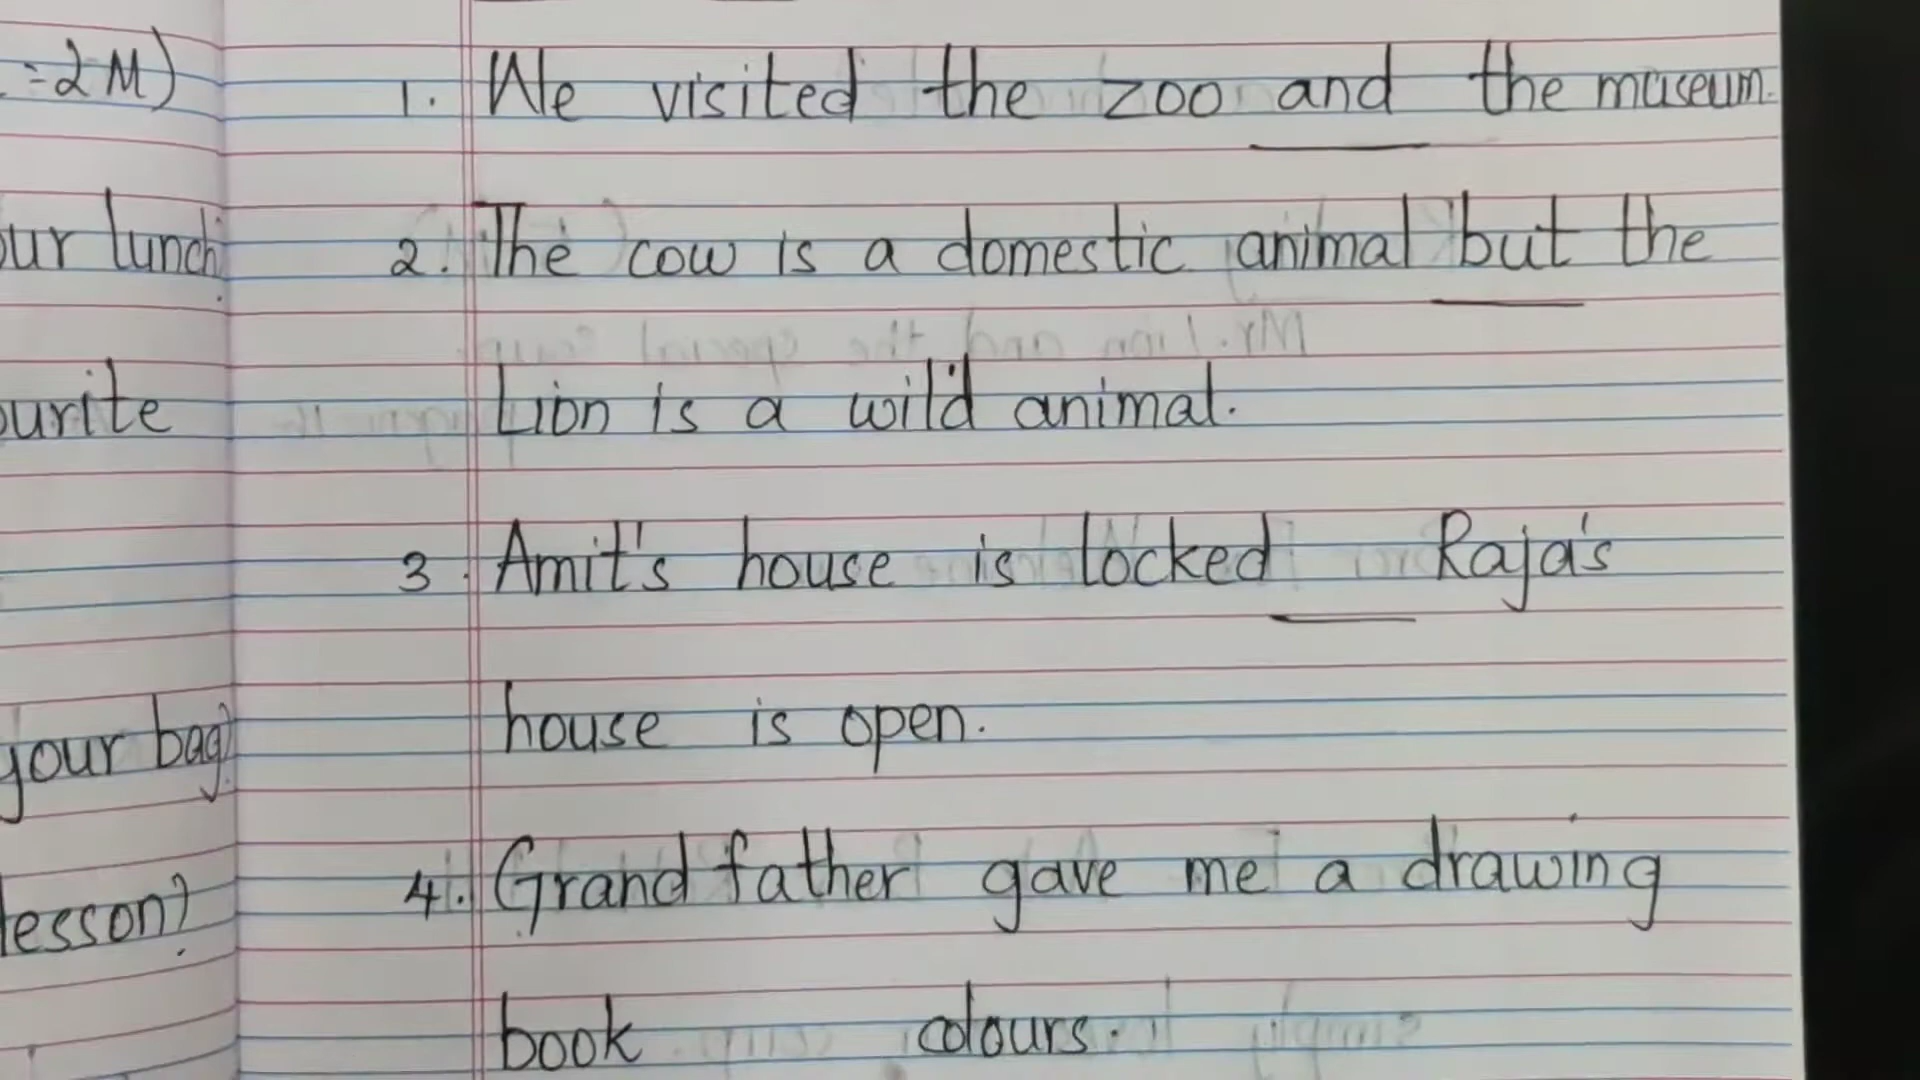 =2M)
our lunch
ourite
your bag?
lesson?
1. We visited the zoo and the museum.
2. The cow is a domestic animal but the
Lion is a wild animal.
3. Amit's house is locked ___ Raja's
house is open.
4. Grand father gave me a drawing
book colours.